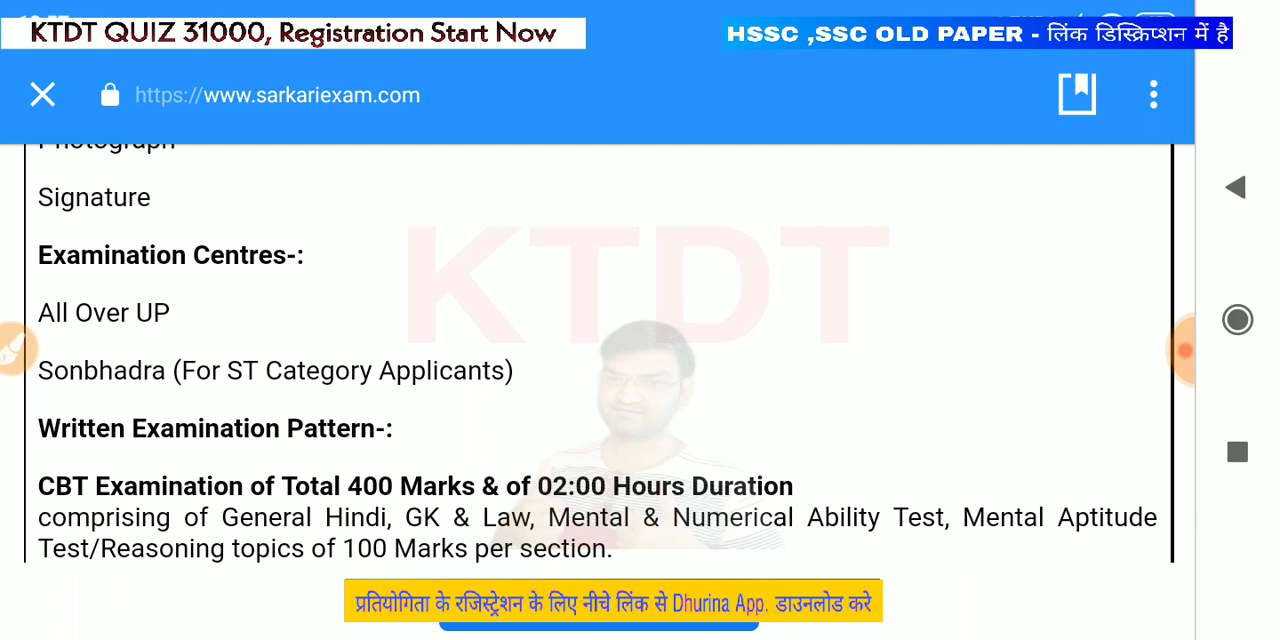 KTDT QUIZ 31000, Registration Start Now
HSSC ,SSC OLD PAPER - लिंक डिस्क्रिप्शन में है
https://www.sarkariexam.com
Photograph
Signature
Examination Centres-:
KTDT
All Over UP
Sonbhadra (For ST Category Applicants)
Written Examination Pattern-:
CBT Examination of Total 400 Marks & of 02:00 Hours Duration
comprising of General Hindi, GK & Law, Mental & Numerical Ability Test, Mental Aptitude
Test/Reasoning topics of 100 Marks per section.
प्रतियोगिता के रजिस्ट्रेशन के लिए नीचे लिंक से Dhurina App. डाउनलोड करे